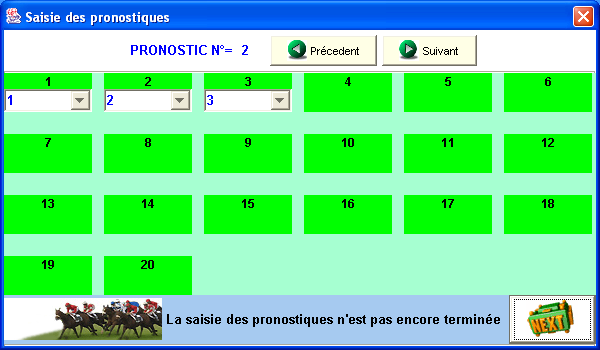 Saisie des pronostiques
PRONOSTIC N°= 2 Précedent Suivant
1 2 3 4 5 6
1 2 3
7 8 9 10 11 12
13 14 15 16 17 18
19 20
La saisie des pronostiques n'est pas encore terminée NEXT